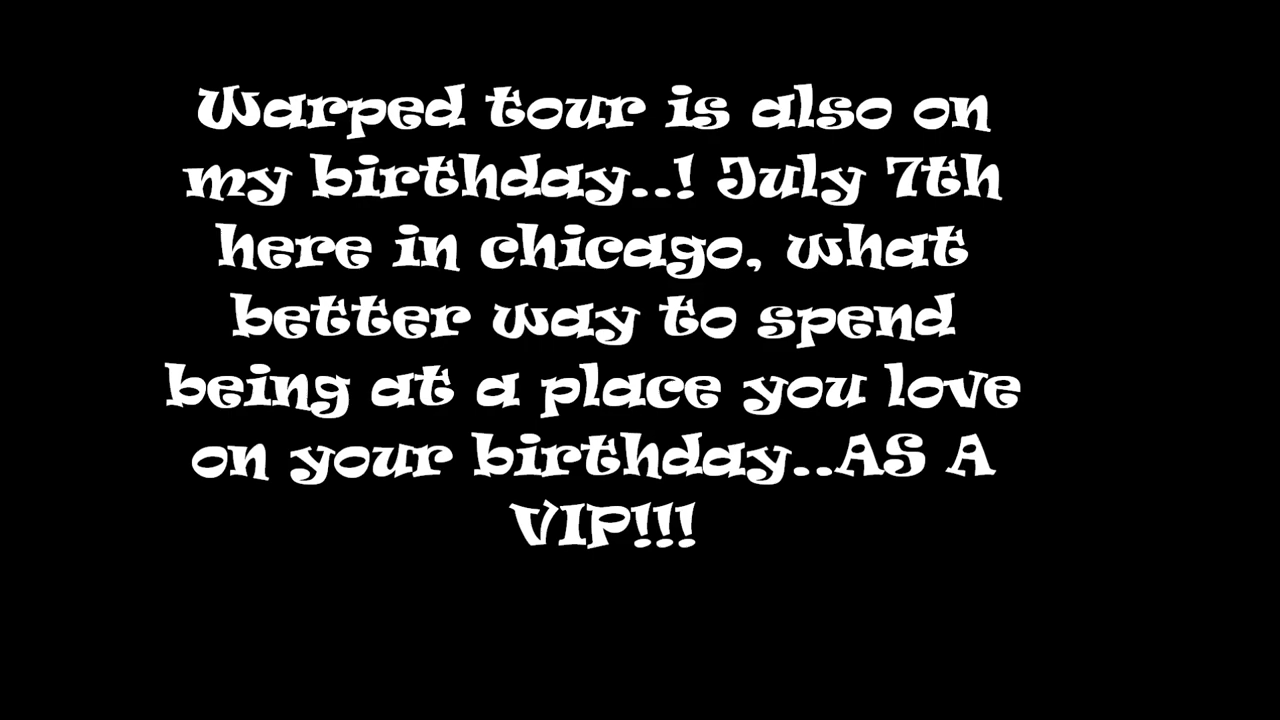 Warped tour is also on
my birthday..! July 7th
here in chicago, what
better way to spend
being at a place you love
on your birthday..AS A
VIP!!!